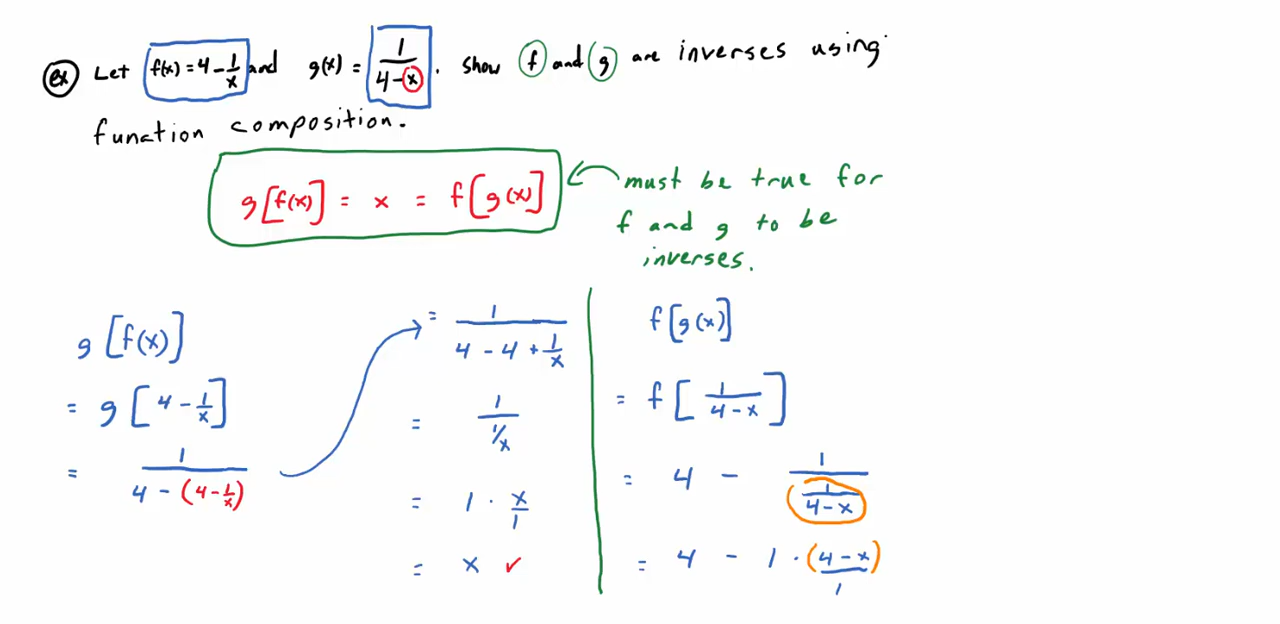 ex Let f(x) = 4 - 1/x and g(x) = 1/(4 - x). Show f and g are inverses using
function composition.
g[f(x)] = x = f[g(x)]
must be true for
f and g to be
inverses.
g[f(x)]
= g[4 - 1/x]
= 1/(4 - (4 - 1/x))
= 1/(4 - 4 + 1/x)
= 1/(1/x)
= 1 · x/1
= x ✓
f[g(x)]
= f[1/(4 - x)]
= 4 - 1/(1/(4 - x))
= 4 - 1 · (4 - x)/1